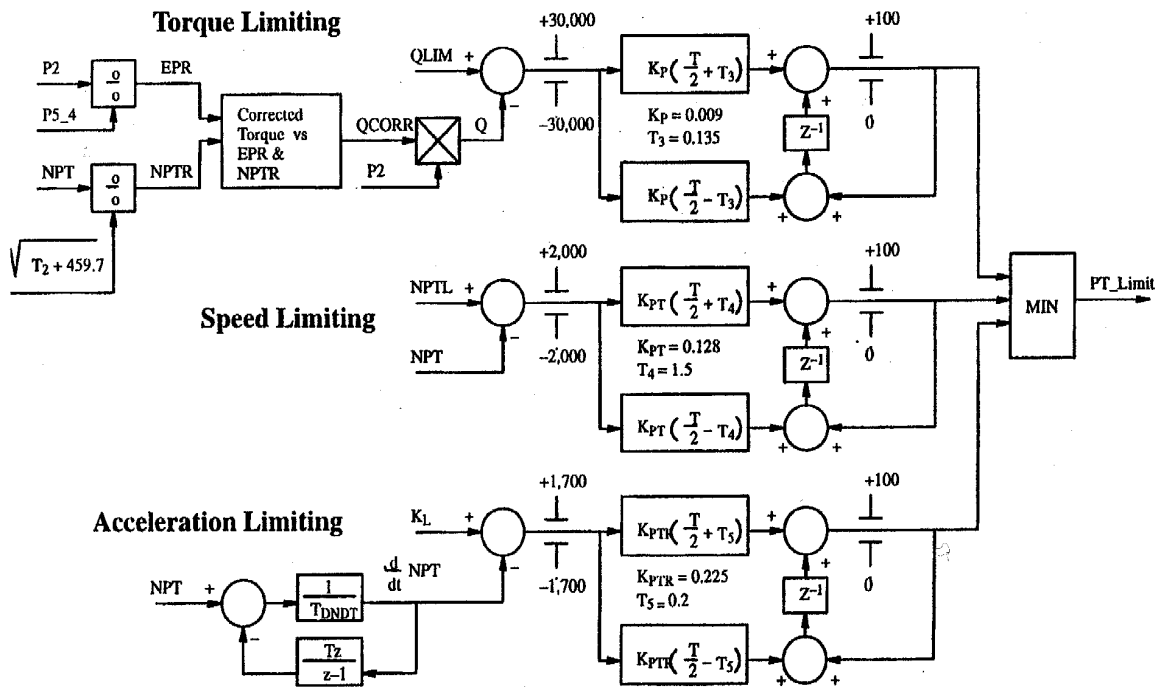 Torque Limiting
P2
EPR
o
o
P5_4
NPT
NPTR
o
o
√T2 + 459.7
Corrected
Torque vs
EPR &
NPTR
QCORR
P2
Q
QLIM
+
−
+30,000
−30,000
KP(T/2 + T3)
KP = 0.009
T3 = 0.135
KP(T/2 − T3)
+
+
Z−1
+
+
+100
0
Speed Limiting
NPTL
+
−
NPT
+2,000
−2,000
KPT(T/2 + T4)
KPT = 0.128
T4 = 1.5
KPT(T/2 − T4)
+
+
Z−1
+
+
+100
0
MIN
PT_Limit
Acceleration Limiting
KL
+
−
NPT
+
−
1
TDNDT
d/dt NPT
Tz
z−1
+1,700
−1,700
KPTR(T/2 + T5)
KPTR = 0.225
T5 = 0.2
KPTR(T/2 − T5)
+
+
Z−1
+
+
+100
0